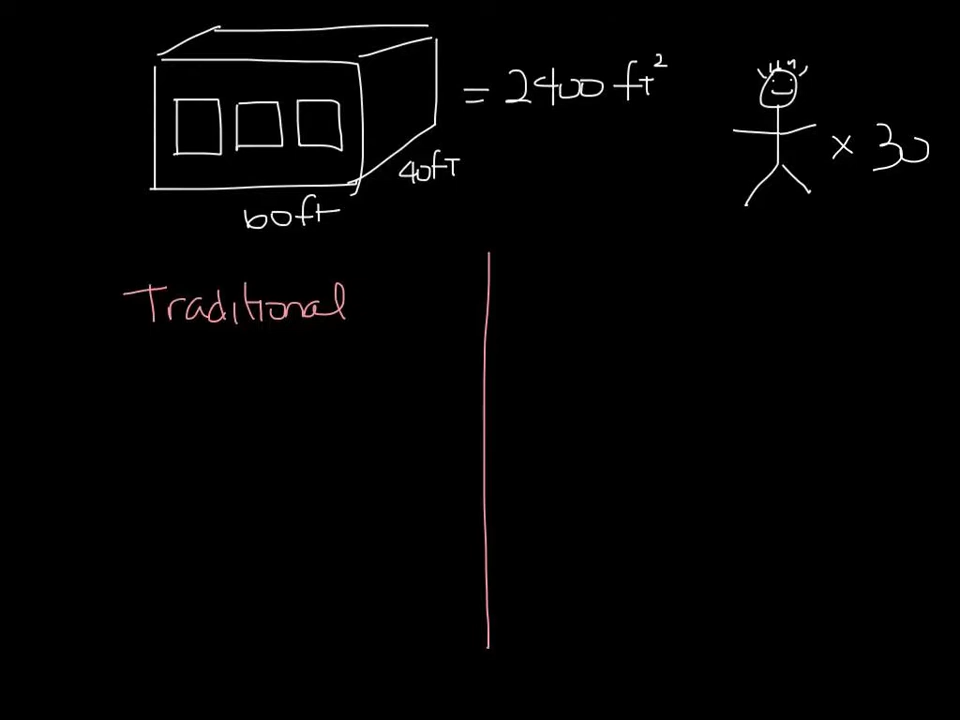 = 2400 ft²
x 30
40ft
60ft
Traditional